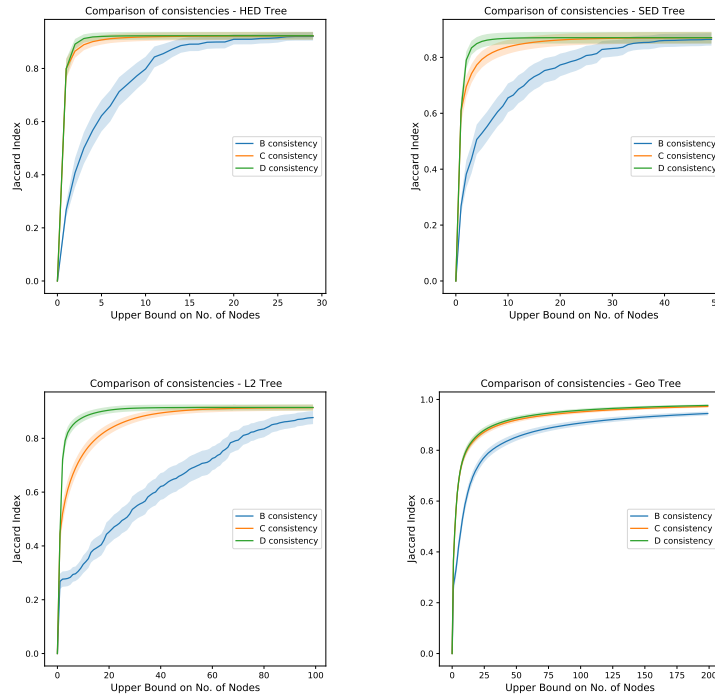 Comparison of consistencies - HED Tree
Jaccard Index
0.8
0.6
0.4
0.2
0.0
B consistency
C consistency
D consistency
0 5 10 15 20 25 30
Upper Bound on No. of Nodes
Comparison of consistencies - SED Tree
Jaccard Index
0.8
0.6
0.4
0.2
0.0
B consistency
C consistency
D consistency
0 10 20 30 40
Upper Bound on No. of Nodes
Comparison of consistencies - L2 Tree
Jaccard Index
0.8
0.6
0.4
0.2
0.0
B consistency
C consistency
D consistency
0 20 40 60 80 100
Upper Bound on No. of Nodes
Comparison of consistencies - Geo Tree
Jaccard Index
1.0
0.8
0.6
0.4
0.2
0.0
B consistency
C consistency
D consistency
0 25 50 75 100 125 150 175 200
Upper Bound on No. of Nodes